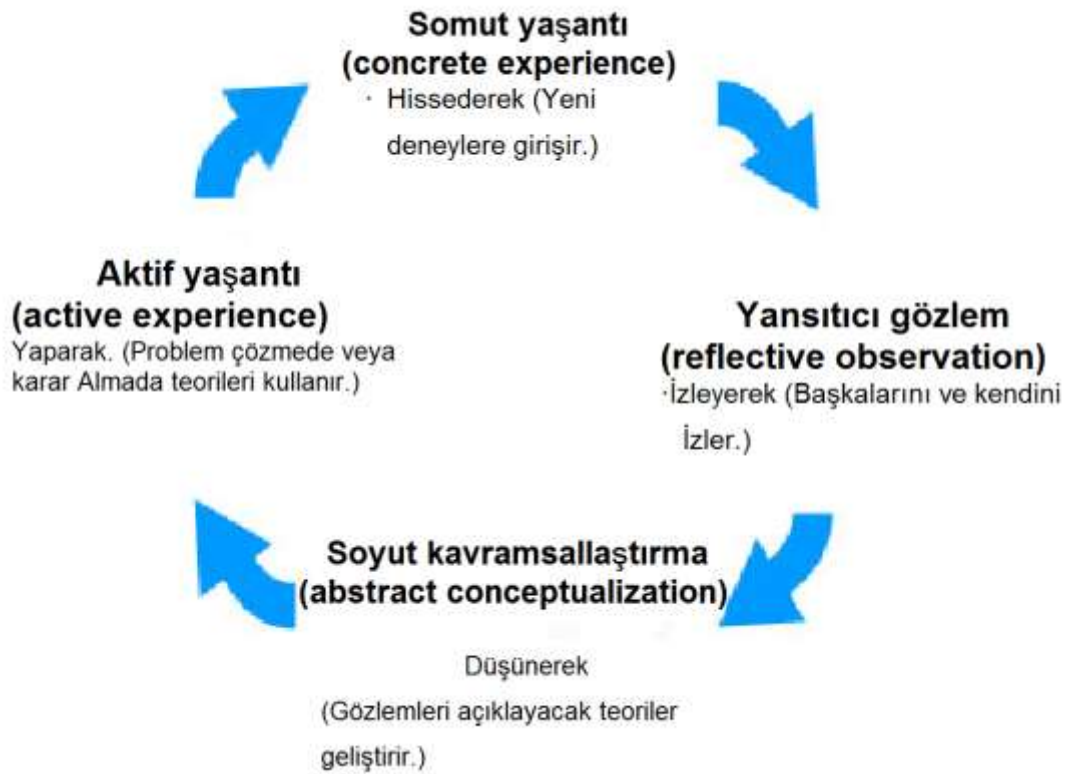 Somut yaşantı
(concrete experience)
· Hissederek (Yeni
deneylere girişir.)
Aktif yaşantı
(active experience)
Yaparak. (Problem çözmede veya
karar Almada teorileri kullanır.)
Yansıtıcı gözlem
(reflective observation)
·İzleyerek (Başkalarını ve kendini
İzler.)
Soyut kavramsallaştırma
(abstract conceptualization)
Düşünerek
(Gözlemleri açıklayacak teoriler
geliştirir.)